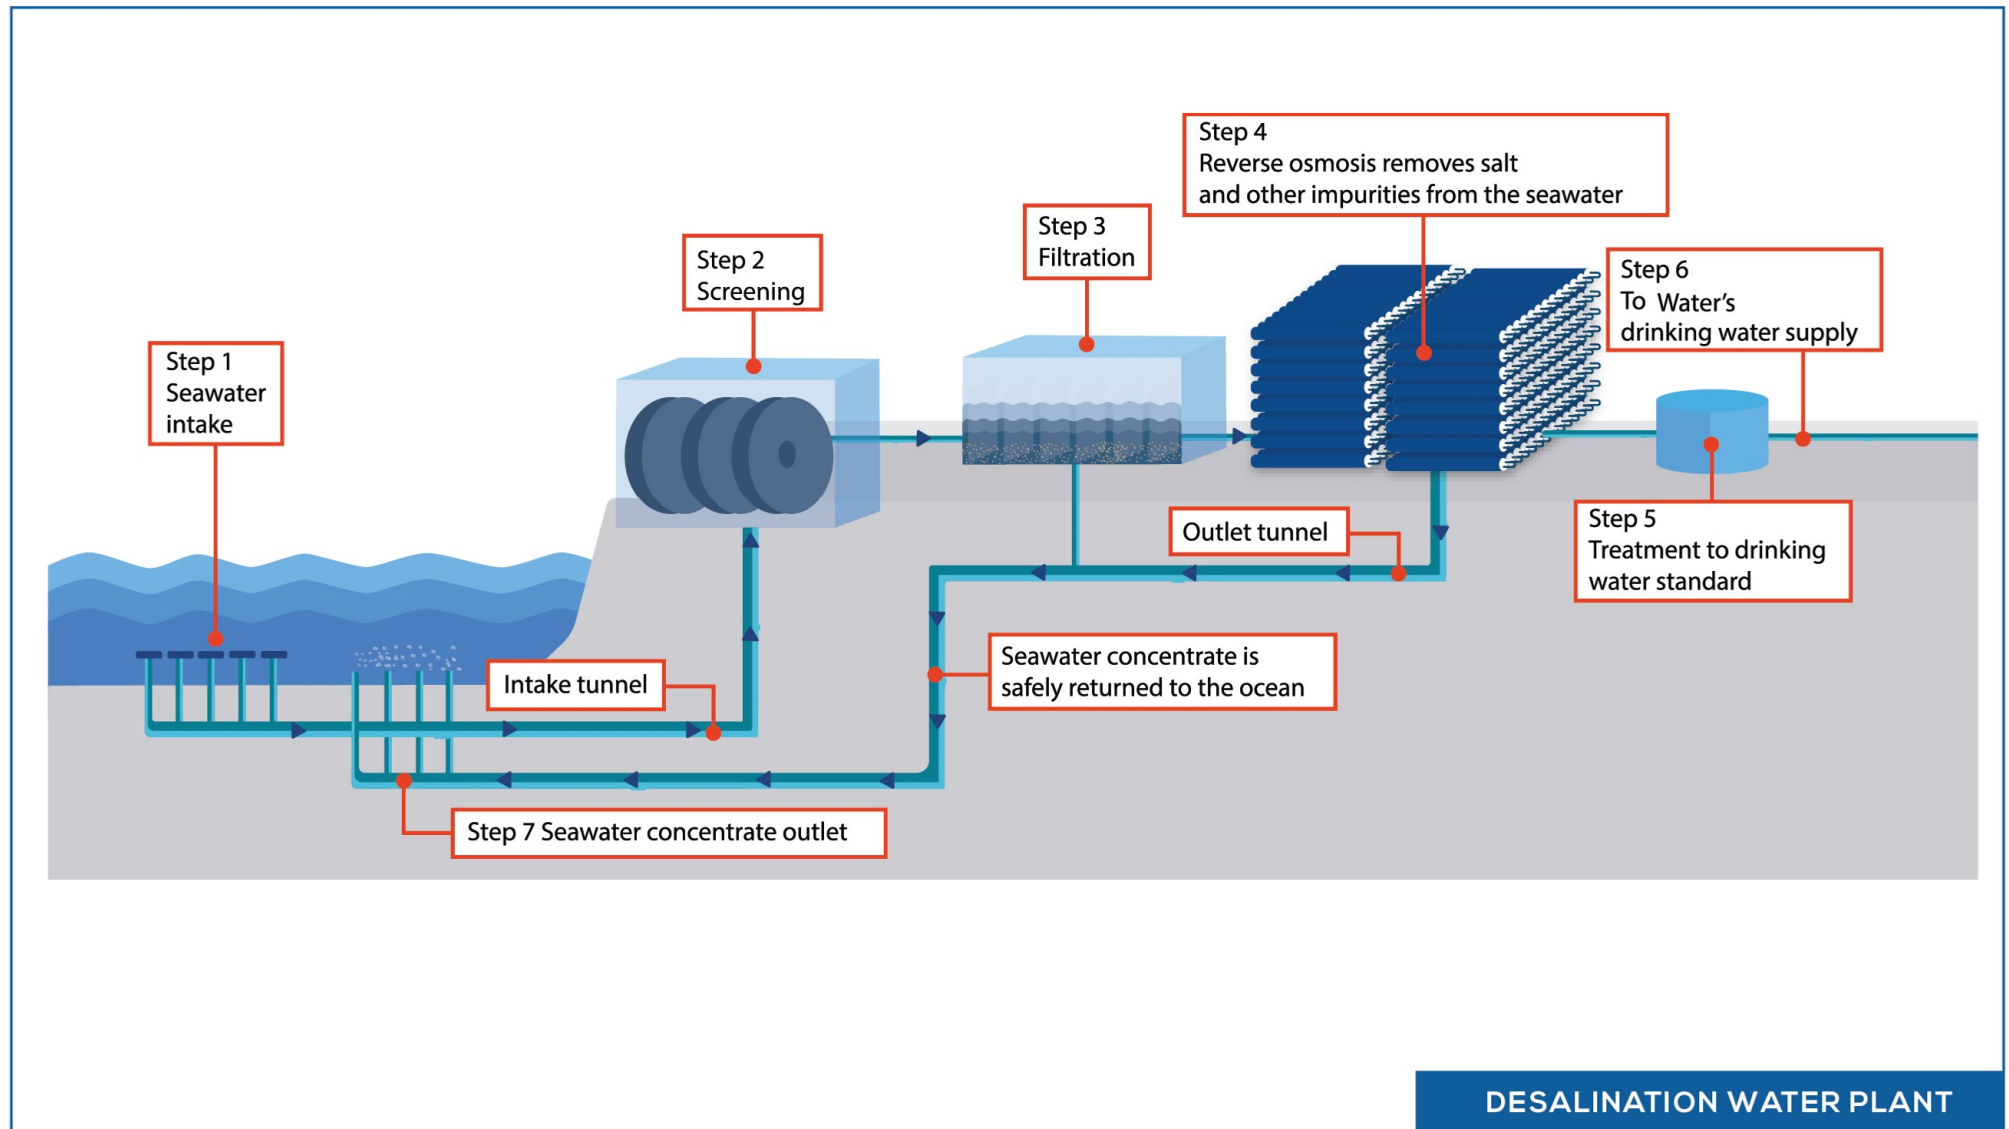 Step 1
Seawater
intake
Step 2
Screening
Step 3
Filtration
Step 4
Reverse osmosis removes salt
and other impurities from the seawater
Step 6
To Water's
drinking water supply
Step 5
Treatment to drinking
water standard
Outlet tunnel
Seawater concentrate is
safely returned to the ocean
Intake tunnel
Step 7 Seawater concentrate outlet
DESALINATION WATER PLANT